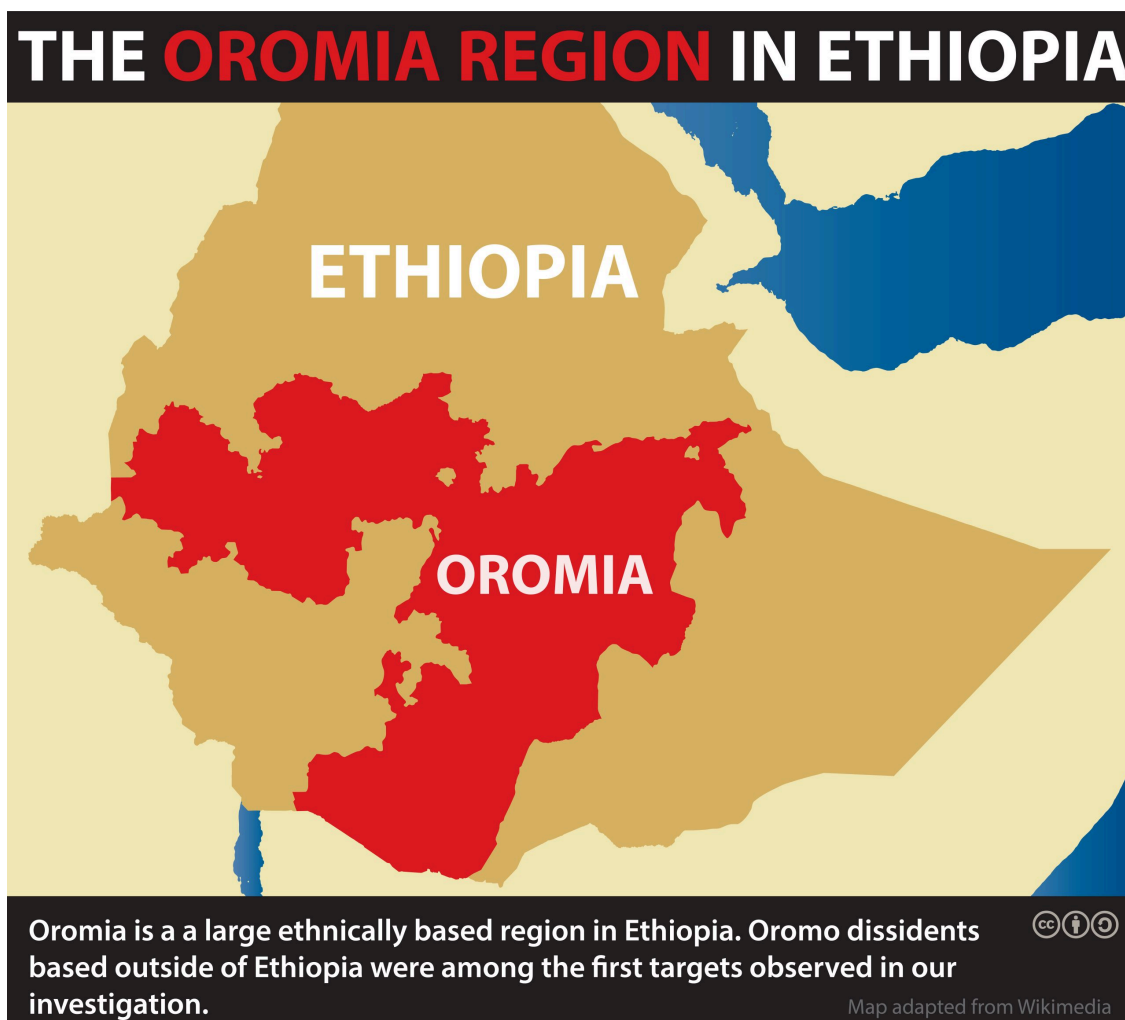 THE OROMIA REGION IN ETHIOPIA
ETHIOPIA
OROMIA
Oromia is a a large ethnically based region in Ethiopia. Oromo dissidents
based outside of Ethiopia were among the first targets observed in our
investigation.
cc
Map adapted from Wikimedia